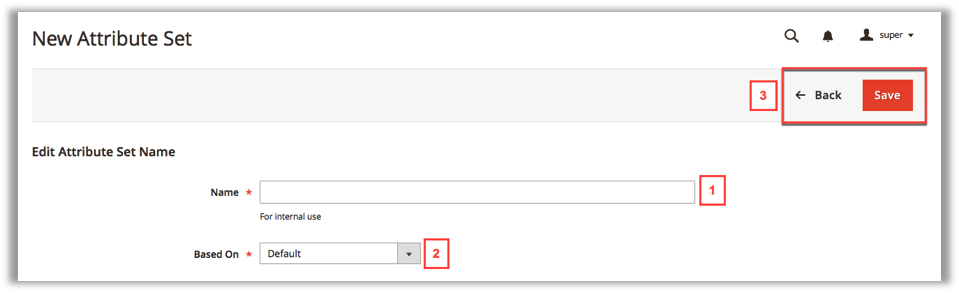 New Attribute Set
super
3
Back
Save
Edit Attribute Set Name
Name *
1
For internal use
Based On *
Default
2